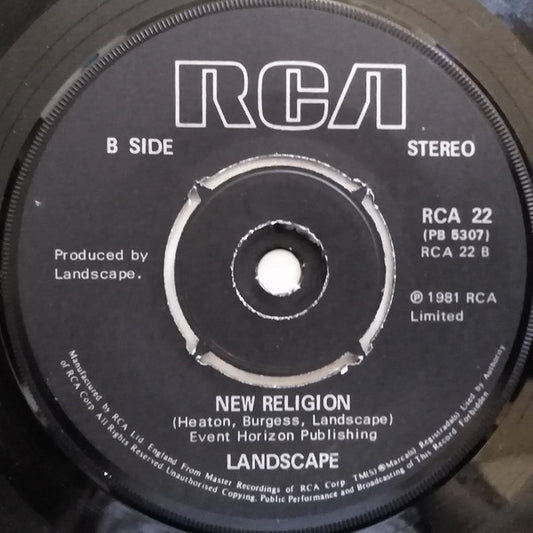 RCA
B SIDE
STEREO
RCA 22
(PB 5307)
RCA 22 B
Produced by
Landscape.
℗ 1981 RCA
Limited
NEW RELIGION
(Heaton, Burgess, Landscape)
Event Horizon Publishing
LANDSCAPE
Manufactured by RCA Ltd. England From Master Recordings of RCA Corp. TM(S) ® Marca(s) Registrada(s) Used by Authority
of RCA Corp. All Rights Reserved Unauthorised Copying, Public Performance and Broadcasting of This Record Forbidden